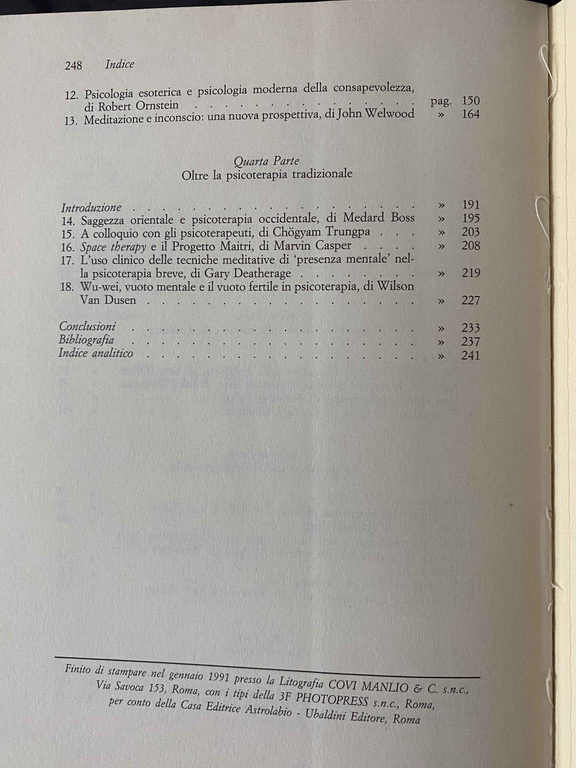 248 Indice
12. Psicologia esoterica e psicologia moderna della consapevolezza,
di Robert Ornstein . . . . . . . . . . . . . . . pag. 150
13. Meditazione e inconscio: una nuova prospettiva, di John Welwood » 164
Quarta Parte
Oltre la psicoterapia tradizionale
Introduzione . . . . . . . . . . . . . . . . . . » 191
14. Saggezza orientale e psicoterapia occidentale, di Medard Boss » 195
15. A colloquio con gli psicoterapeuti, di Chögyam Trungpa . . . » 203
16. Space therapy e il Progetto Maitri, di Marvin Casper . . . . » 208
17. L'uso clinico delle tecniche meditative di ‘presenza mentale’ nel-
la psicoterapia breve, di Gary Deatherage . . . . . . . . » 219
18. Wu-wei, vuoto mentale e il vuoto fertile in psicoterapia, di Wilson
Van Dusen . . . . . . . . . . . . . . . . . . » 227
Conclusioni . . . . . . . . . . . . . . . . . . » 233
Bibliografia . . . . . . . . . . . . . . . . . . » 237
Indice analitico . . . . . . . . . . . . . . . . . » 241
Finito di stampare nel gennaio 1991 presso la Litografia COVI MANLIO & C. s.n.c.,
Via Savoca 153, Roma, con i tipi della 3F PHOTOPRESS s.n.c., Roma,
per conto della Casa Editrice Astrolabio - Ubaldini Editore, Roma